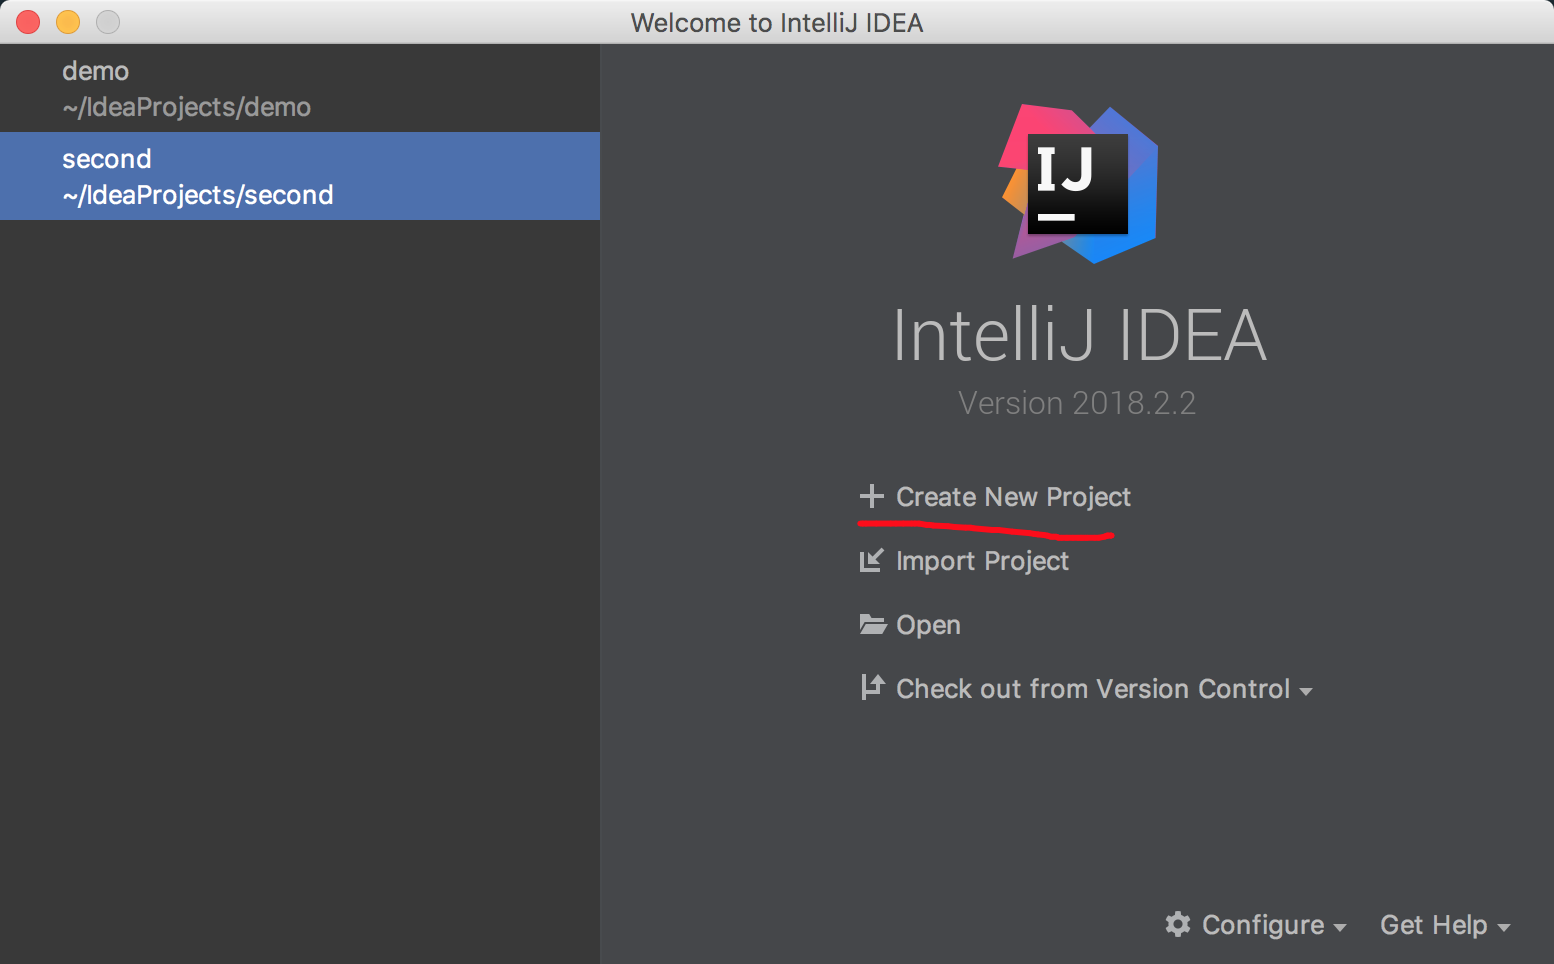 Welcome to IntelliJ IDEA
demo
~/IdeaProjects/demo
second
~/IdeaProjects/second
IJ
IntelliJ IDEA
Version 2018.2.2
Create New Project
Import Project
Open
Check out from Version Control
Configure
Get Help